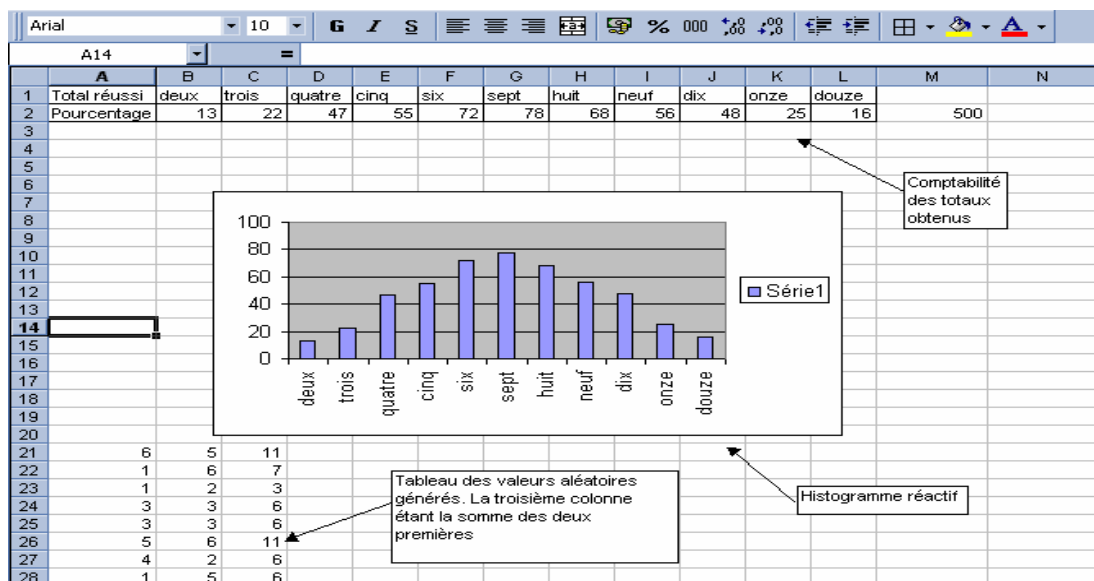 Arial 10 G I S % 000
A14 =
A B C D E F G H I J K L M N
1 Total réussi deux trois quatre cinq six sept huit neuf dix onze douze
2 Pourcentage 13 22 47 55 72 78 68 56 48 25 16 500
3
4
5
6
7
8
9
10
11
12
13
14
15
16
17
18
19
20
Comptabilité
des totaux
obtenus
100
80
60
40
20
0
deux trois quatre cinq six sept huit neuf dix onze douze
Série1
21 6 5 11
22 1 6 7
23 1 2 3
24 3 3 6
25 3 3 6
26 5 6 11
27 4 2 6
28 1 5 6
Tableau des valeurs aléatoires
générés. La troisième colonne
étant la somme des deux
premières
Histogramme réactif